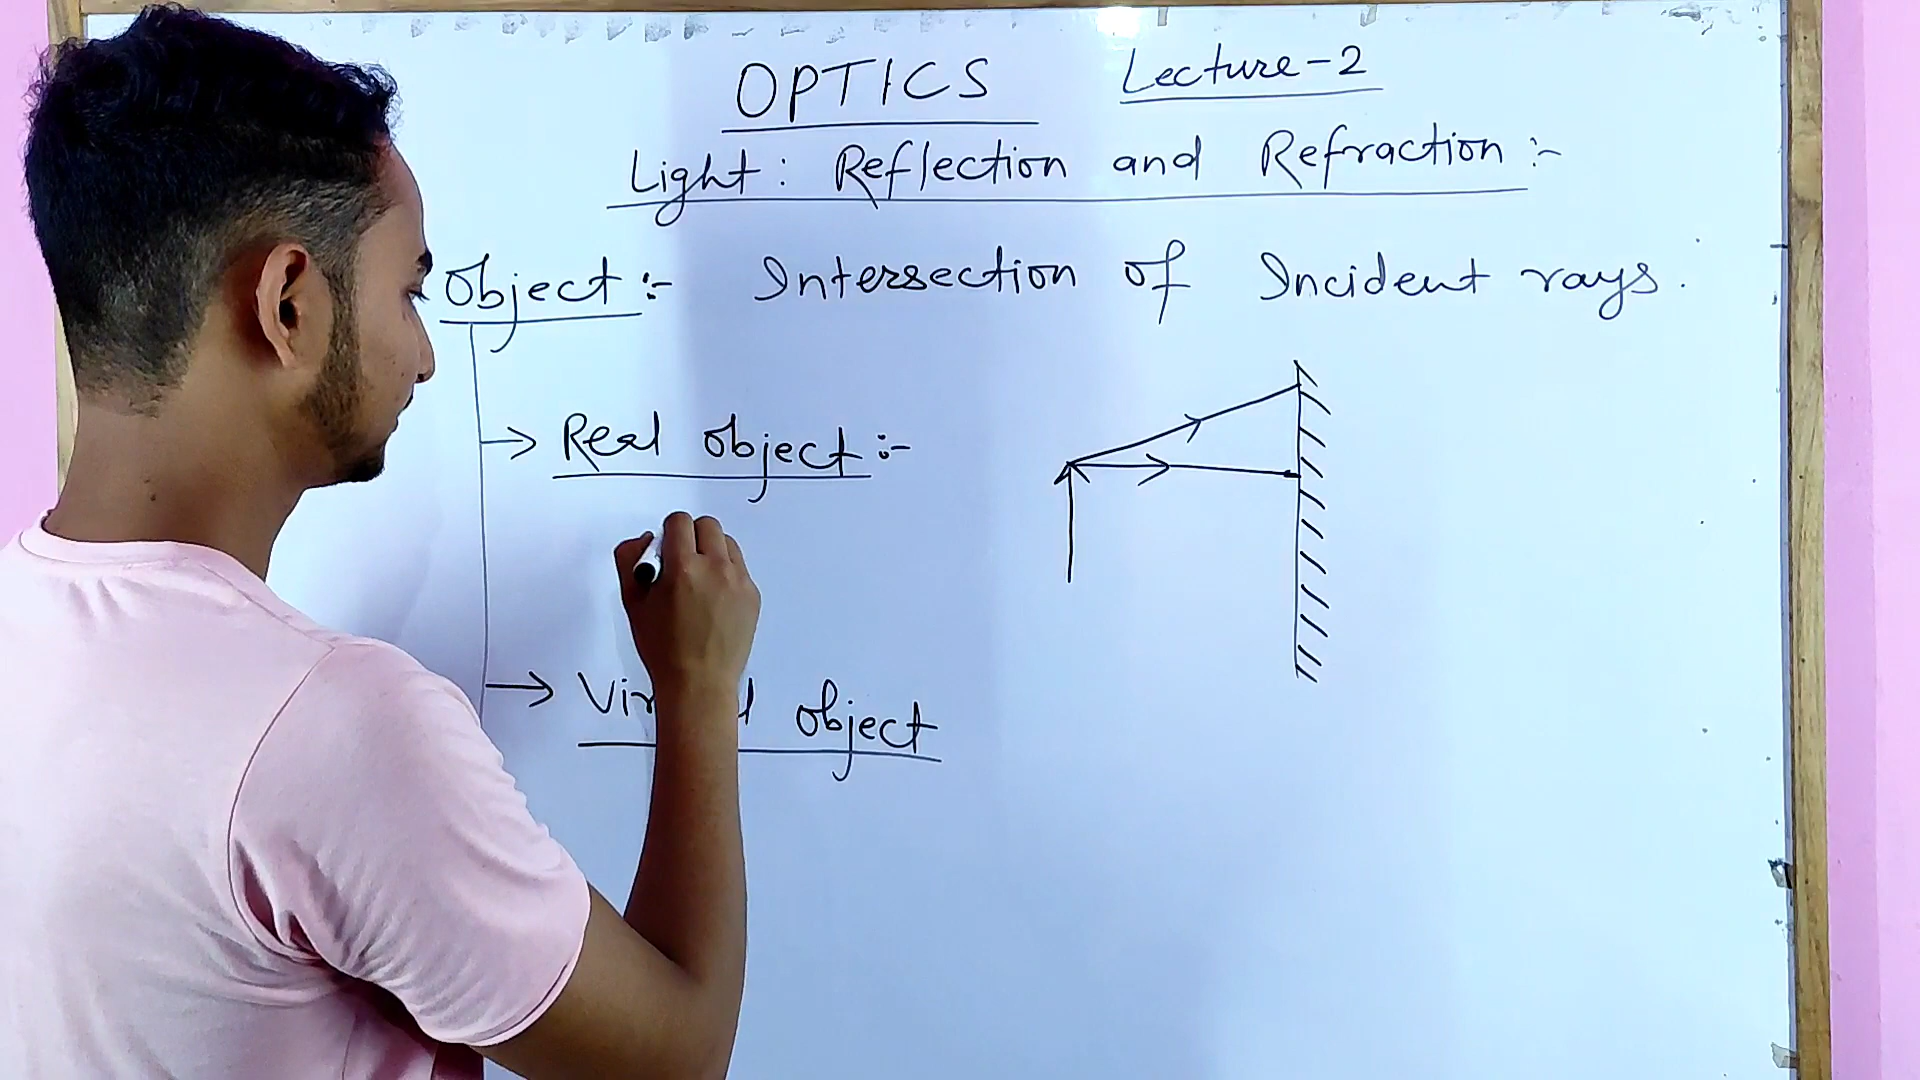 OPTICS Lecture-2
Light: Reflection and Refraction :-
Object :- Intersection of Incident rays.
→ Real object :-
→ object